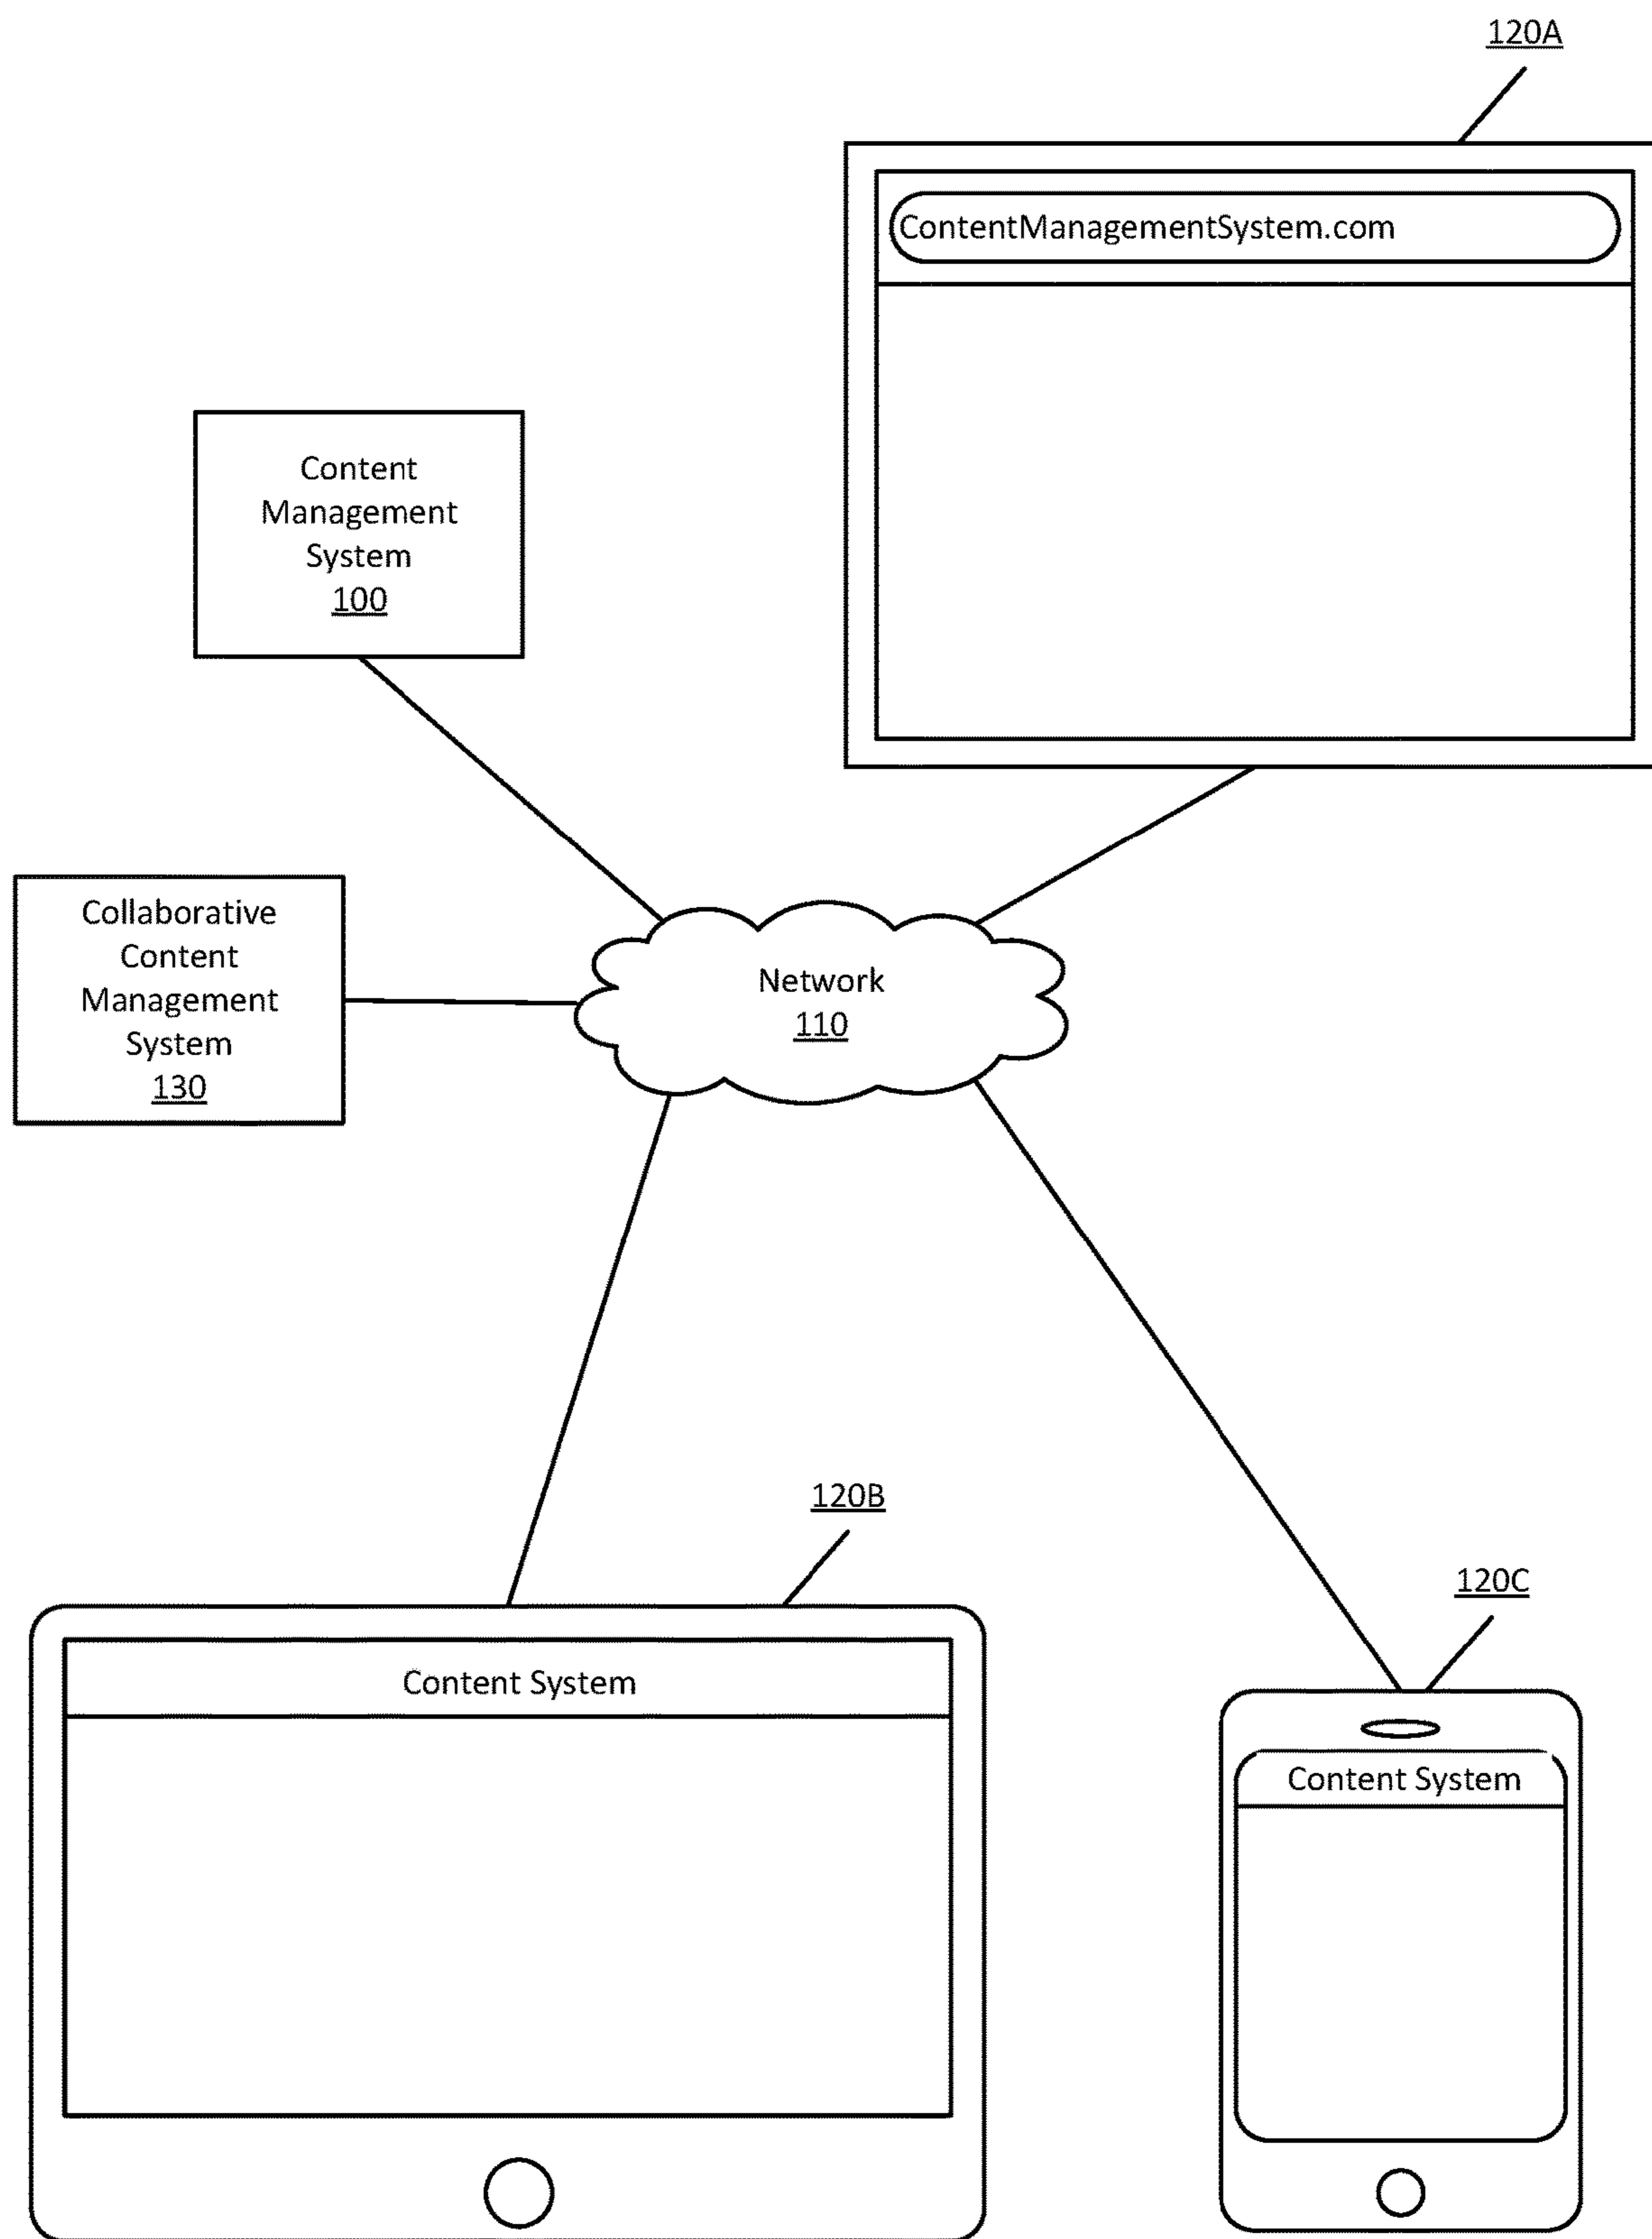 120A
ContentManagementSystem.com
Content
Management
System
100
Collaborative
Content
Management
System
130
Network
110
120B
Content System
120C
Content System